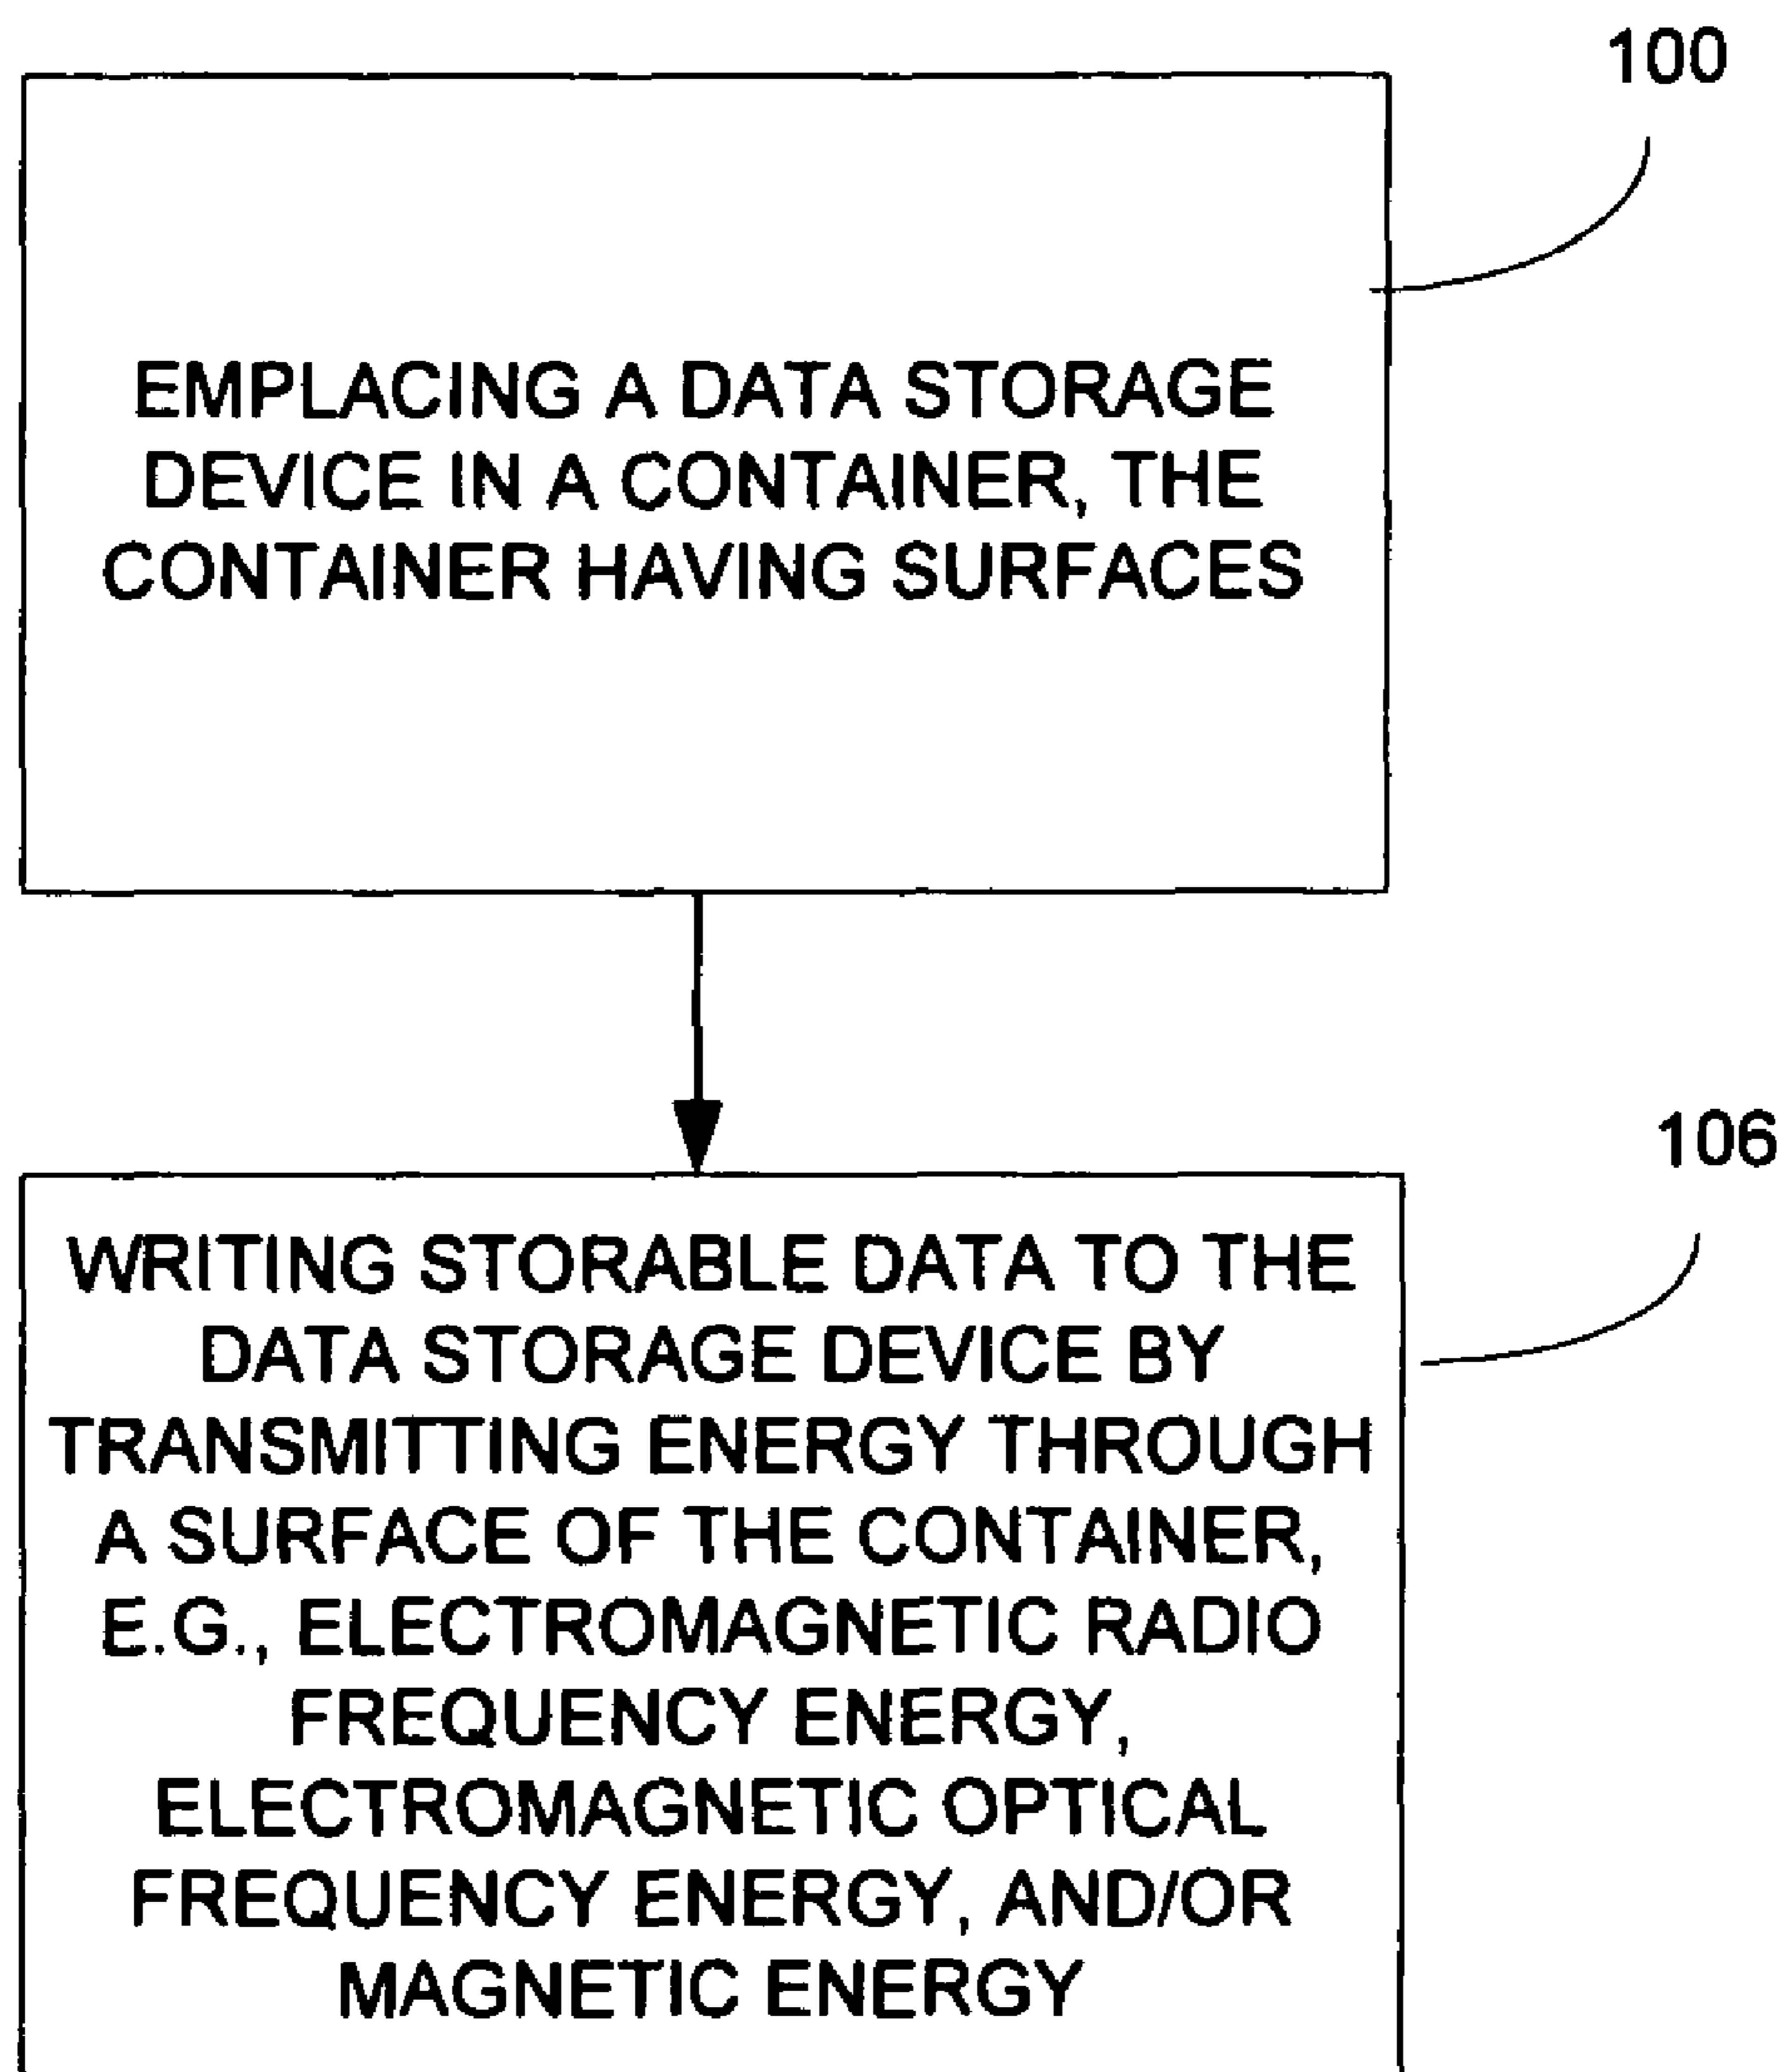 100
EMPLACING A DATA STORAGE
DEVICE IN A CONTAINER, THE
CONTAINER HAVING SURFACES
106
WRITING STORABLE DATA TO THE
DATA STORAGE DEVICE BY
TRANSMITTING ENERGY THROUGH
A SURFACE OF THE CONTAINER,
E.G., ELECTROMAGNETIC RADIO
FREQUENCY ENERGY,
ELECTROMAGNETIC OPTICAL
FREQUENCY ENERGY, AND/OR
MAGNETIC ENERGY